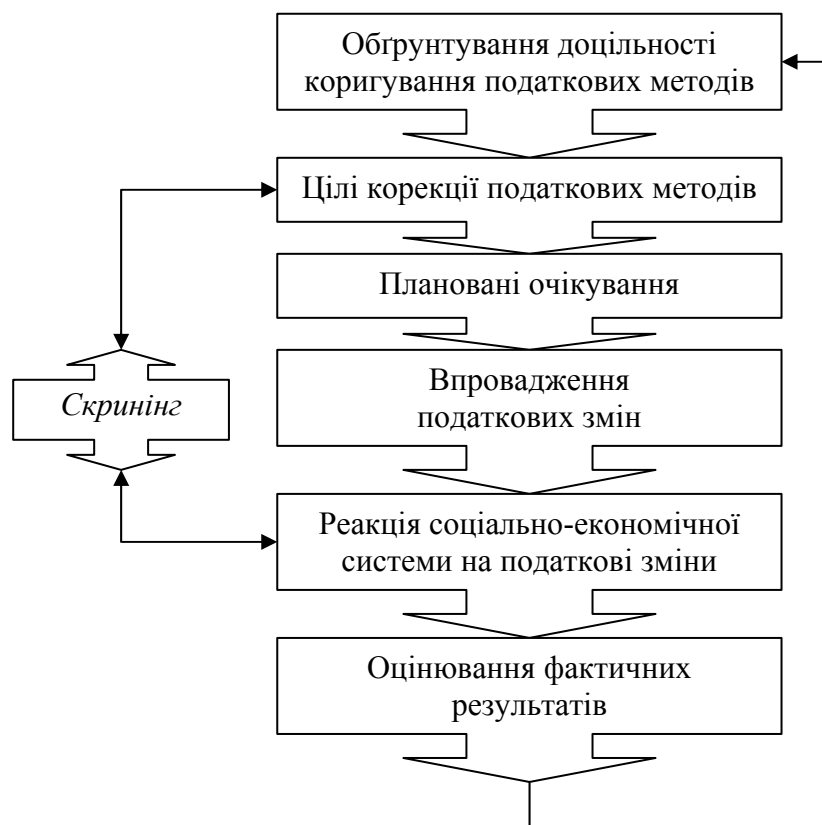 Обґрунтування доцільності
коригування податкових методів
Цілі корекції податкових методів
Плановані очікування
Впровадження
податкових змін
Скринінг
Реакція соціально-економічної
системи на податкові зміни
Оцінювання фактичних
результатів